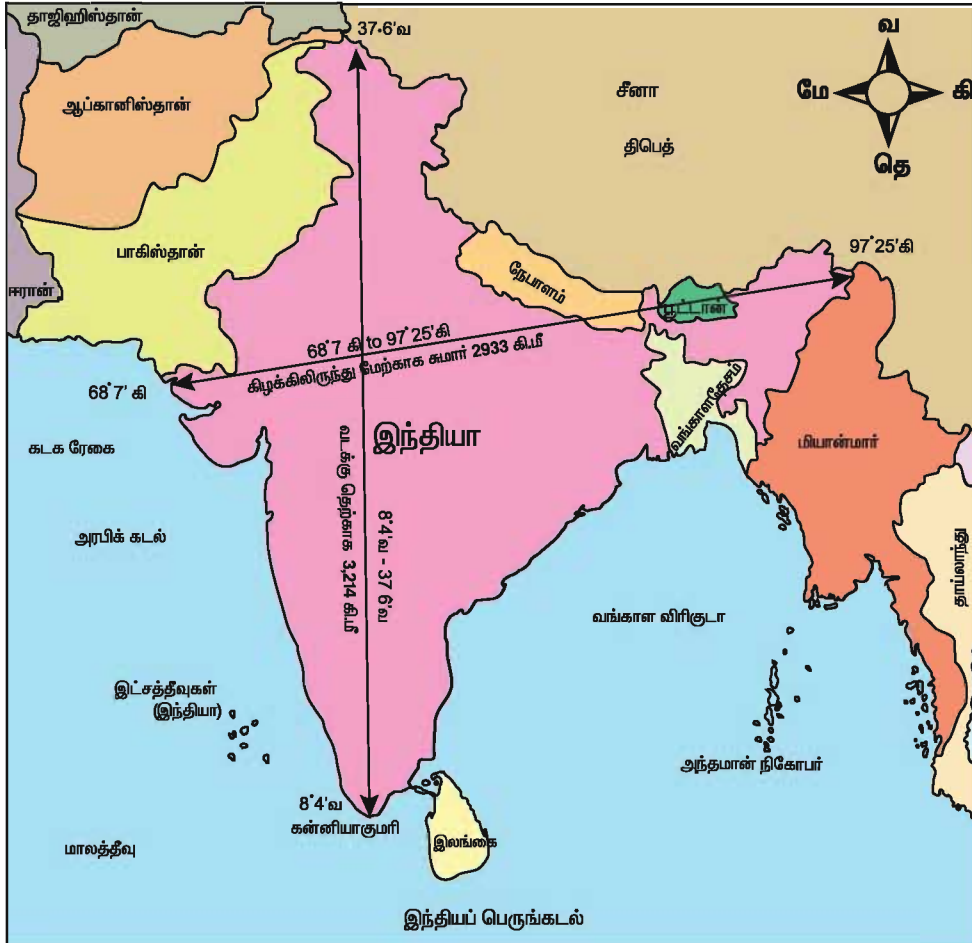 தாஜிஹிஸ்தான்
37·6'வ
வ
ஆப்கானிஸ்தான்
சீனா
மே
கி
திபெத்
தெ
பாகிஸ்தான்
97°25'கி
ஈரான்
நேபாளம்
பூட்டான்
68°7 கி to 97°25'கி
கிழக்கிலிருந்து மேற்காக சுமார் 2933 கி.மீ
68°7' கி
வங்காளதேசம்
கடக ரேகை
இந்தியா
மியான்மார்
அரபிக் கடல்
வடக்கு தெற்காக 3,214 கி.மீ
8°4'வ - 37 6'வ
தாய்லாந்து
வங்காள விரிகுடா
இட்சத்தீவுகள்
(இந்தியா)
அந்தமான் நிகோபர்
8°4'வ
கன்னியாகுமரி
மாலத்தீவு
இலங்கை
இந்தியப் பெருங்கடல்